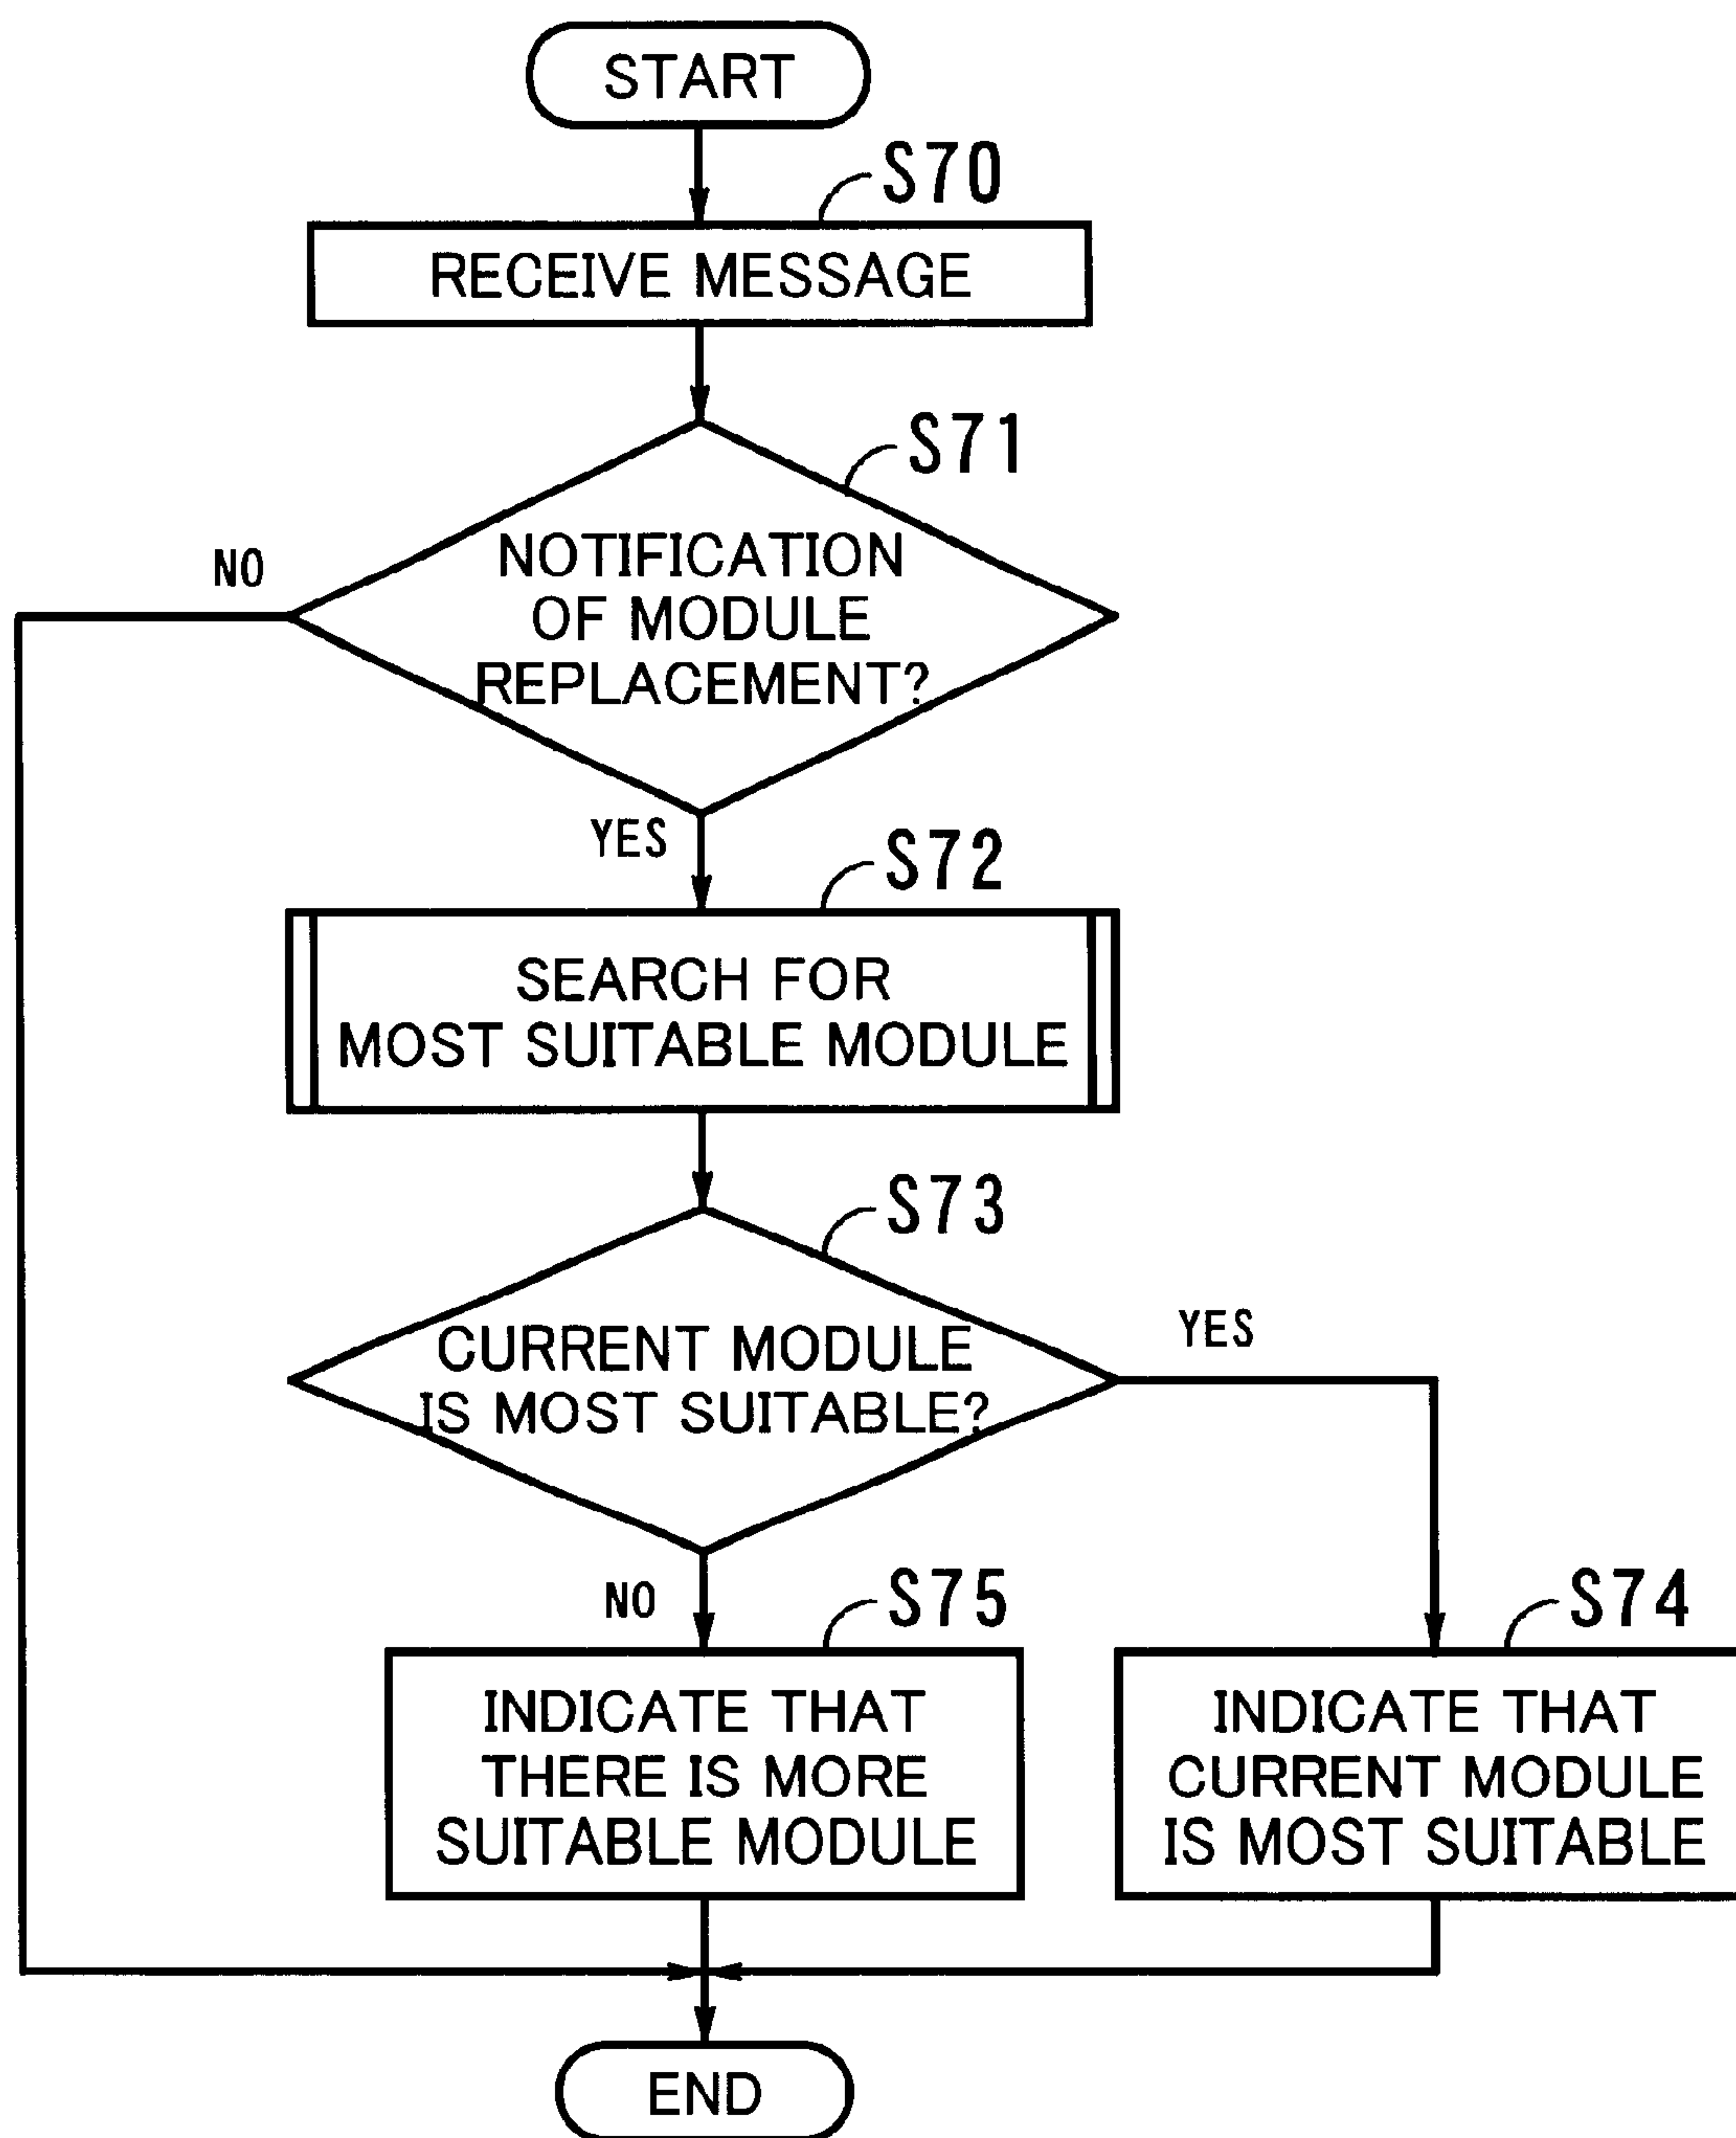 START
S70
RECEIVE MESSAGE
S71
NO
NOTIFICATION
OF MODULE
REPLACEMENT?
YES
S72
SEARCH FOR
MOST SUITABLE MODULE
S73
CURRENT MODULE
IS MOST SUITABLE?
YES
NO
S75
INDICATE THAT
THERE IS MORE
SUITABLE MODULE
S74
INDICATE THAT
CURRENT MODULE
IS MOST SUITABLE
END